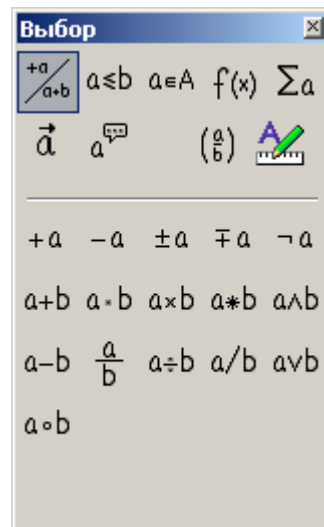 Выбор
+a/a+b a≤b a∈A f(x) Σa
a⃗ a (a/b) A
+a −a ±a ∓a ¬a
a+b a·b a×b a∗b a∧b
a−b a/b a÷b a/b a∨b
a∘b